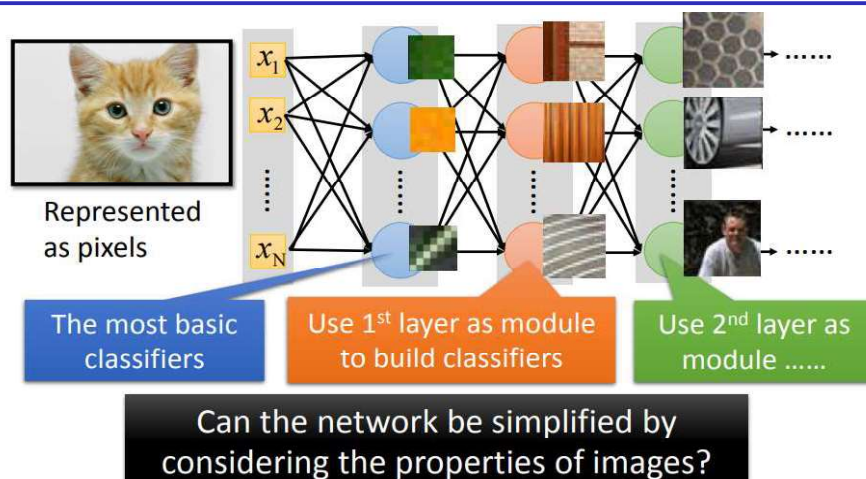 x1
x2
……
xN
……
……
……
……
……
……
Represented
as pixels
The most basic
classifiers
Use 1st layer as module
to build classifiers
Use 2nd layer as
module ……
Can the network be simplified by
considering the properties of images?